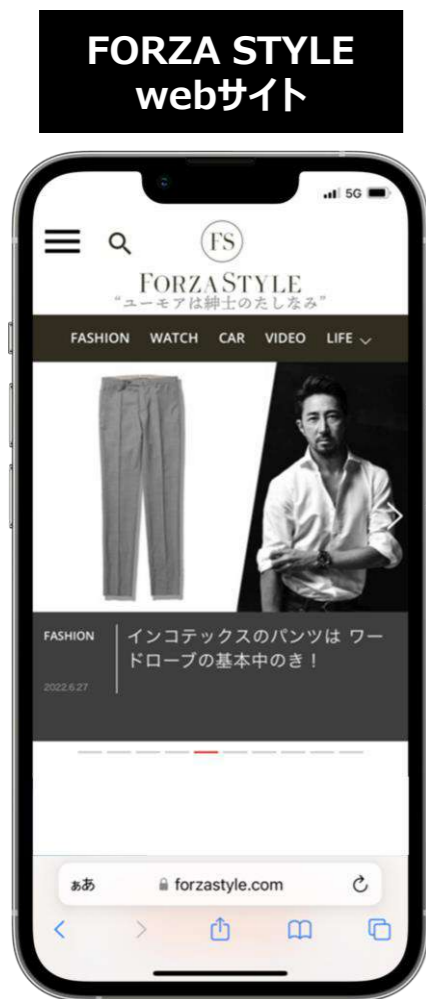 FORZA STYLE
webサイト
5G
FS
FORZA STYLE
“ユーモアは紳士のたしなみ”
FASHION WATCH CAR VIDEO LIFE
FASHION
インコテックスのパンツは ワー
ドローブの基本中のき！
2022.6.27
ぁあ
forzastyle.com